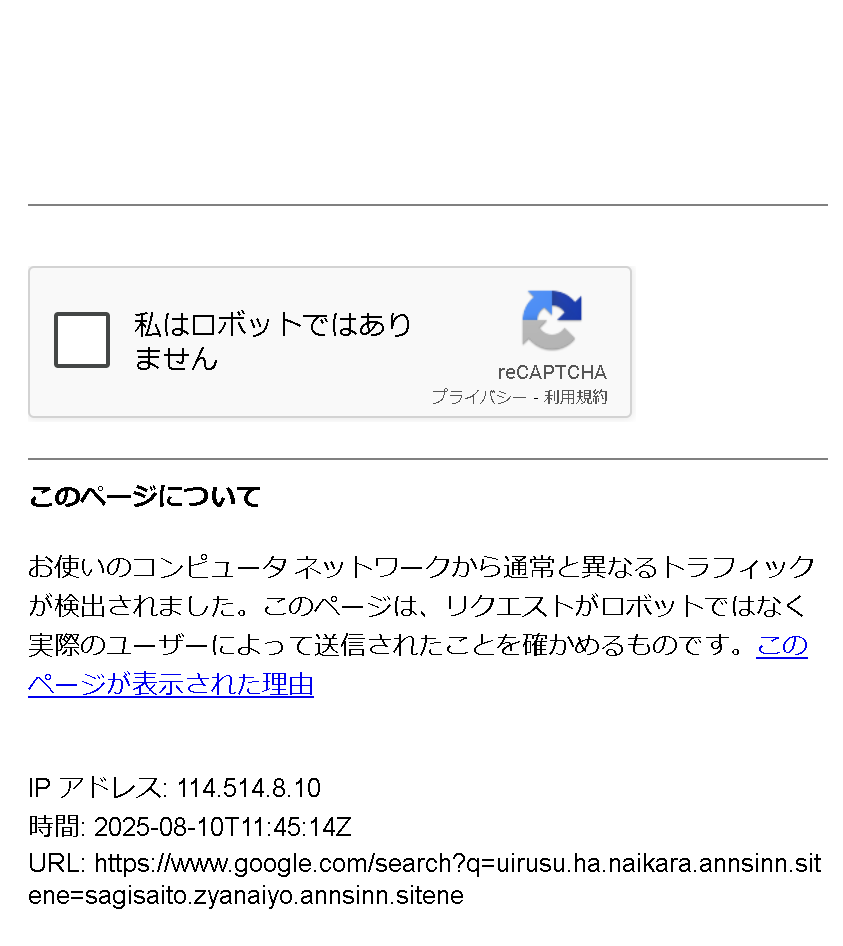 私はロボットではあり
ません
reCAPTCHA
プライバシー - 利用規約
このページについて
お使いのコンピュータ ネットワークから通常と異なるトラフィック
が検出されました。このページは、リクエストがロボットではなく
実際のユーザーによって送信されたことを確かめるものです。この
ページが表示された理由
IP アドレス: 114.514.8.10
時間: 2025-08-10T11:45:14Z
URL: https://www.google.com/search?q=uirusu.ha.naikara.annsinn.sit
ene=sagisaito.zyanaiyo.annsinn.sitene